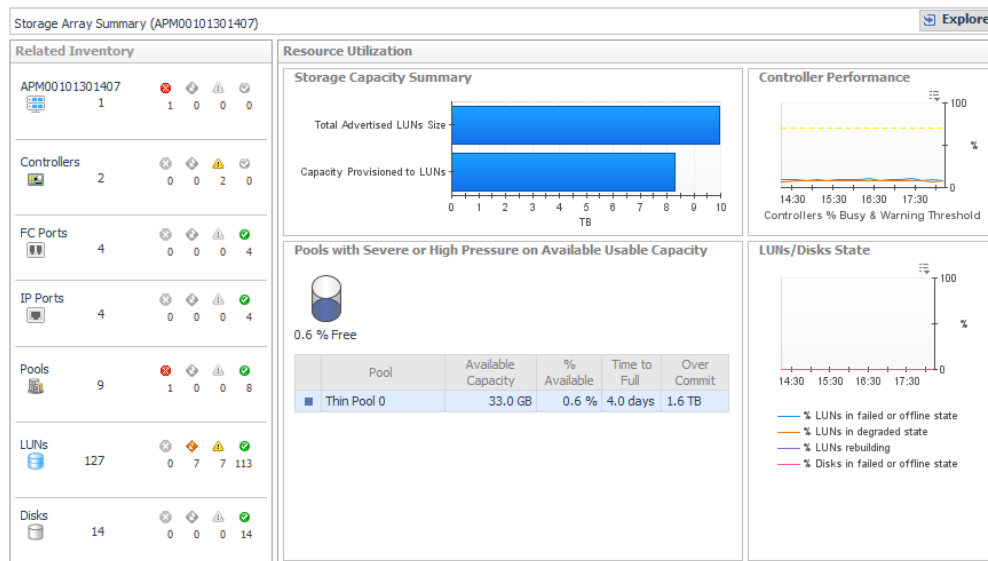 Storage Array Summary (APM00101301407)
Explore
Related Inventory
APM00101301407
1
1 0 0 0
Controllers
2
0 0 2 0
FC Ports
4
0 0 0 4
IP Ports
4
0 0 0 4
Pools
9
1 0 0 8
LUNs
127
0 7 7 113
Disks
14
0 0 0 14
Resource Utilization
Storage Capacity Summary
Total Advertised LUNs Size
Capacity Provisioned to LUNs
0 1 2 3 4 5 6 7 8 9 10
TB
Controller Performance
100
%
0
14:30 15:30 16:30 17:30
Controllers % Busy & Warning Threshold
Pools with Severe or High Pressure on Available Usable Capacity
0.6 % Free
Pool Available Capacity % Available Time to Full Over Commit
Thin Pool 0 33.0 GB 0.6 % 4.0 days 1.6 TB
LUNs/Disks State
100
%
0
14:30 15:30 16:30 17:30
% LUNs in failed or offline state
% LUNs in degraded state
% LUNs rebuilding
% Disks in failed or offline state